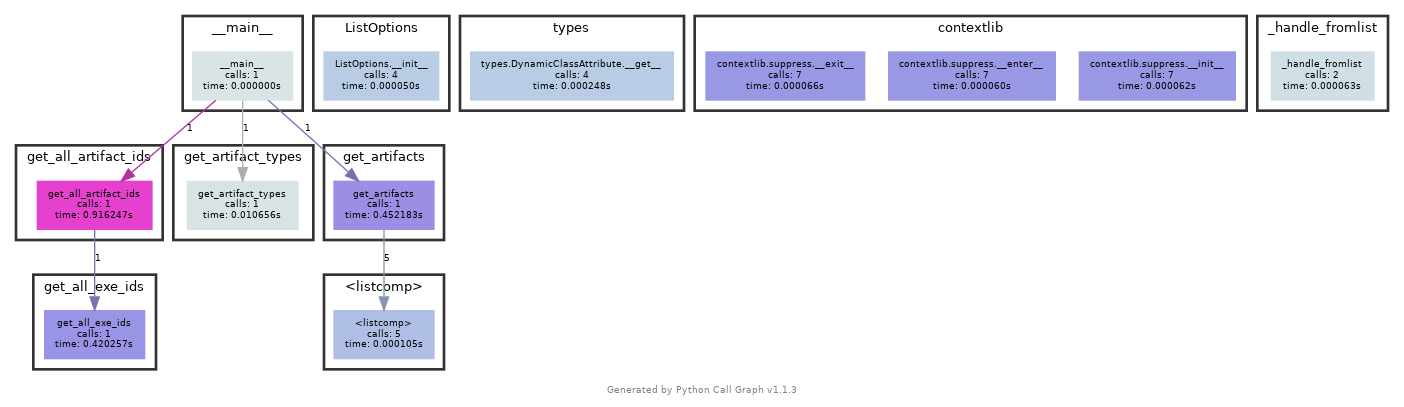 __main__
__main__
calls: 1
time: 0.000000s
ListOptions
ListOptions.__init__
calls: 4
time: 0.000050s
types
types.DynamicClassAttribute.__get__
calls: 4
time: 0.000248s
contextlib
contextlib.suppress.__exit__
calls: 7
time: 0.000066s
contextlib.suppress.__enter__
calls: 7
time: 0.000060s
contextlib.suppress.__init__
calls: 7
time: 0.000062s
_handle_fromlist
_handle_fromlist
calls: 2
time: 0.000063s
1
1
1
get_all_artifact_ids
get_all_artifact_ids
calls: 1
time: 0.916247s
get_artifact_types
get_artifact_types
calls: 1
time: 0.010656s
get_artifacts
get_artifacts
calls: 1
time: 0.452183s
1
5
get_all_exe_ids
get_all_exe_ids
calls: 1
time: 0.420257s
<listcomp>
<listcomp>
calls: 5
time: 0.000105s
Generated by Python Call Graph v1.1.3